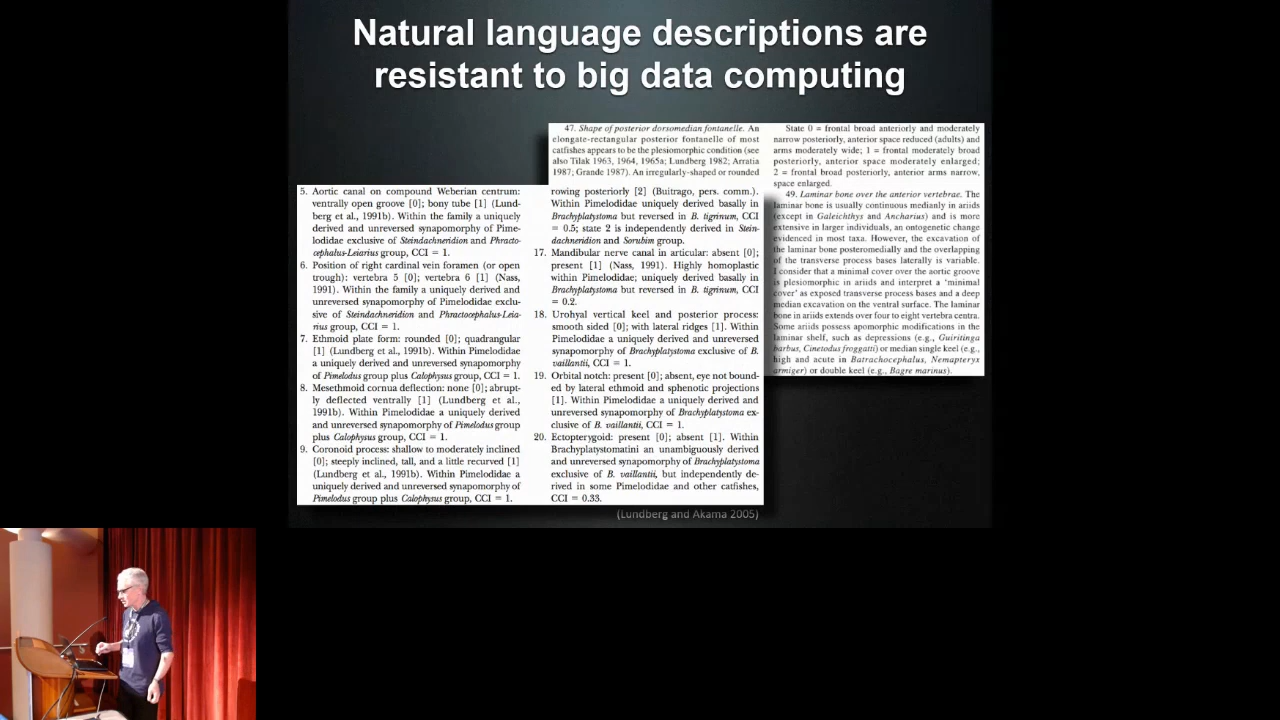 Natural language descriptions are
resistant to big data computing
47. Shape of posterior dorsomedian fontanelle. An
elongate-rectangular posterior fontanelle of most
catfishes appears to be the plesiomorphic condition (see
also Tilak 1963, 1964, 1965a; Lundberg 1982; Arratia
1987; Grande 1987). An irregularly-shaped or rounded
State 0 = frontal broad anteriorly and moderately
narrow posteriorly, anterior space reduced (adults) and
arms moderately wide; 1 = frontal moderately broad
posteriorly, anterior space moderately enlarged;
2 = frontal broad posteriorly, anterior arms narrow,
space enlarged.
49. Laminar bone over the anterior vertebrae. The
laminar bone is usually continuous medianly in ariids
(except in Galeichthys and Ancharius) and is more
extensive in larger individuals, an ontogenetic change
evidenced in most taxa. However, the excavation of
the laminar bone posteromedially and the overlapping
of the transverse process bases laterally is variable.
I consider that a minimal cover over the aortic groove
is plesiomorphic in ariids and interpret a 'minimal
cover' as exposed transverse process bases and a deep
median excavation on the ventral surface. The laminar
bone in ariids extends over four to eight vertebra centra.
Some ariids possess apomorphic modifications in the
laminar shelf, such as depressions (e.g., Guiritinga
barbus, Cinetodus froggatti) or median single keel (e.g.,
high and acute in Batrachocephalus, Nemapteryx
armiger) or double keel (e.g., Bagre marinus).
5. Aortic canal on compound Weberian centrum:
ventrally open groove [0]; bony tube [1] (Lund-
berg et al., 1991b). Within the family a uniquely
derived and unreversed synapomorphy of Pime-
lodidae exclusive of Steindachneridion and Phracto-
cephalus-Leiarius group, CCI = 1.
6. Position of right cardinal vein foramen (or open
trough): vertebra 5 [0]; vertebra 6 [1] (Nass,
1991). Within the family a uniquely derived and
unreversed synapomorphy of Pimelodidae exclu-
sive of Steindachneridion and Phractocephalus-Leia-
rius group, CCI = 1.
7. Ethmoid plate form: rounded [0]; quadrangular
[1] (Lundberg et al., 1991b). Within Pimelodidae
a uniquely derived and unreversed synapomorphy
of Pimelodus group plus Calophysus group, CCI = 1.
8. Mesethmoid cornua deflection: none [0]; abrupt-
ly deflected ventrally [1] (Lundberg et al.,
1991b). Within Pimelodidae a uniquely derived
and unreversed synapomorphy of Pimelodus group
plus Calophysus group, CCI = 1.
9. Coronoid process: shallow to moderately inclined
[0]; steeply inclined, tall, and a little recurved [1]
(Lundberg et al., 1991b). Within Pimelodidae a
uniquely derived and unreversed synapomorphy of
Pimelodus group plus Calophysus group, CCI = 1.
rowing posteriorly [2] (Buitrago, pers. comm.).
Within Pimelodidae uniquely derived basally in
Brachyplatystoma but reversed in B. tigrinum, CCI
= 0.5; state 2 is independently derived in Stein-
dachneridion and Sorubim group.
17. Mandibular nerve canal in articular: absent [0];
present [1] (Nass, 1991). Highly homoplastic
within Pimelodidae; uniquely derived basally in
Brachyplatystoma but reversed in B. tigrinum, CCI
= 0.2.
18. Urohyal vertical keel and posterior process:
smooth sided [0]; with lateral ridges [1]. Within
Pimelodidae a uniquely derived and unreversed
synapomorphy of Brachyplatystoma exclusive of B.
vaillantii, CCI = 1.
19. Orbital notch: present [0]; absent, eye not bound-
ed by lateral ethmoid and sphenotic projections
[1]. Within Pimelodidae a uniquely derived and
unreversed synapomorphy of Brachyplatystoma ex-
clusive of B. vaillantii, CCI = 1.
20. Ectopterygoid: present [0]; absent [1]. Within
Brachyplatystomatini an unambiguously derived
and unreversed synapomorphy of Brachyplatystoma
exclusive of B. vaillantii, but independently de-
rived in some Pimelodidae and other catfishes,
CCI = 0.33.
(Lundberg and Akama 2005)